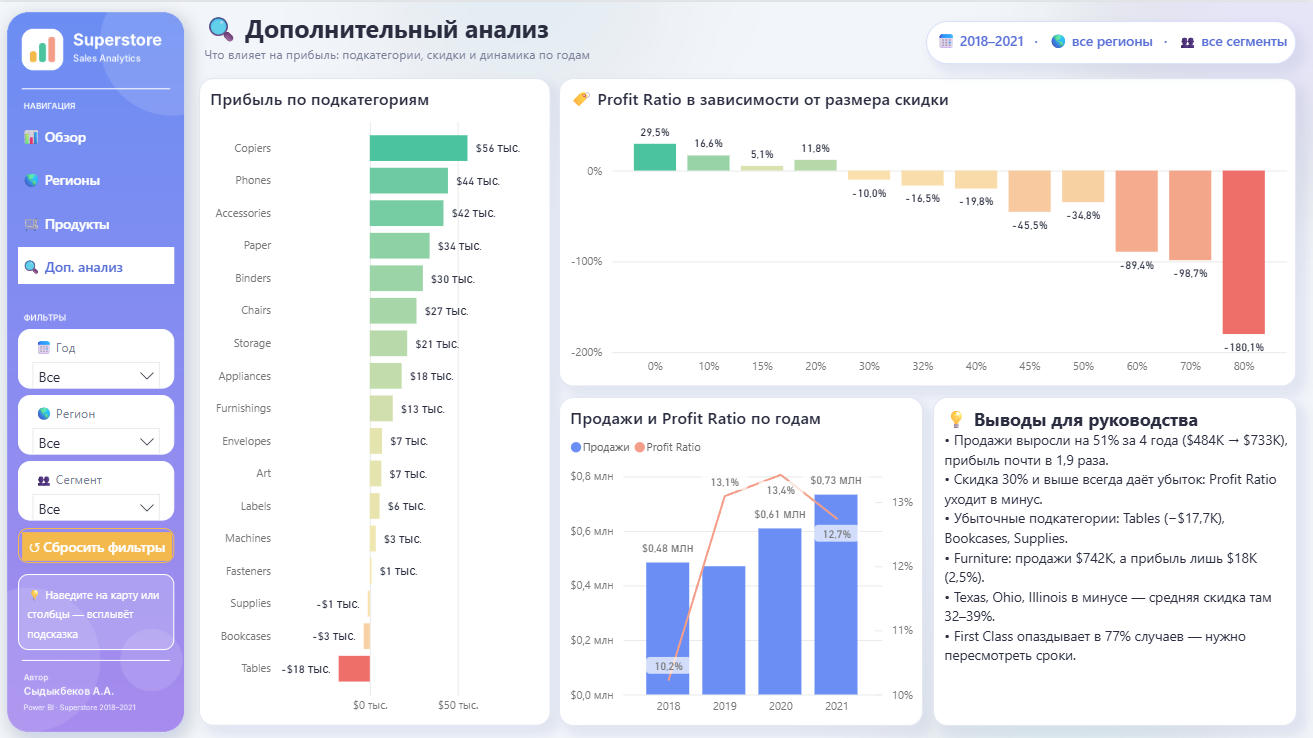 Superstore
Sales Analytics
НАВИГАЦИЯ
Обзор
Регионы
Продукты
Доп. анализ
ФИЛЬТРЫ
Год
Все
Регион
Все
Сегмент
Все
↺ Сбросить фильтры
Наведите на карту или
столбцы — всплывёт
подсказка
Автор
Сыдыкбеков А.А.
Power BI · Superstore 2018–2021
Дополнительный анализ
Что влияет на прибыль: подкатегории, скидки и динамика по годам
2018–2021 · все регионы · все сегменты
Прибыль по подкатегориям
Copiers $56 тыс.
Phones $44 тыс.
Accessories $42 тыс.
Paper $34 тыс.
Binders $30 тыс.
Chairs $27 тыс.
Storage $21 тыс.
Appliances $18 тыс.
Furnishings $13 тыс.
Envelopes $7 тыс.
Art $7 тыс.
Labels $6 тыс.
Machines $3 тыс.
Fasteners $1 тыс.
Supplies -$1 тыс.
Bookcases -$3 тыс.
Tables -$18 тыс.
$0 тыс. $50 тыс.
Profit Ratio в зависимости от размера скидки
29,5% 16,6% 5,1% 11,8%
0%
-10,0% -16,5% -19,8% -45,5% -34,8% -89,4% -98,7% -180,1%
-100%
-200%
0% 10% 15% 20% 30% 32% 40% 45% 50% 60% 70% 80%
Продажи и Profit Ratio по годам
Продажи Profit Ratio
$0,8 млн
$0,6 млн
$0,4 млн
$0,2 млн
$0,0 млн
$0,48 млн
$0,61 млн
$0,73 млн
10,2%
13,1%
13,4%
12,7%
13%
12%
11%
10%
2018 2019 2020 2021
Выводы для руководства
• Продажи выросли на 51% за 4 года ($484K → $733K),
прибыль почти в 1,9 раза.
• Скидка 30% и выше всегда даёт убыток: Profit Ratio
уходит в минус.
• Убыточные подкатегории: Tables (−$17,7K),
Bookcases, Supplies.
• Furniture: продажи $742K, а прибыль лишь $18K
(2,5%).
• Texas, Ohio, Illinois в минусе — средняя скидка там
32–39%.
• First Class опаздывает в 77% случаев — нужно
пересмотреть сроки.